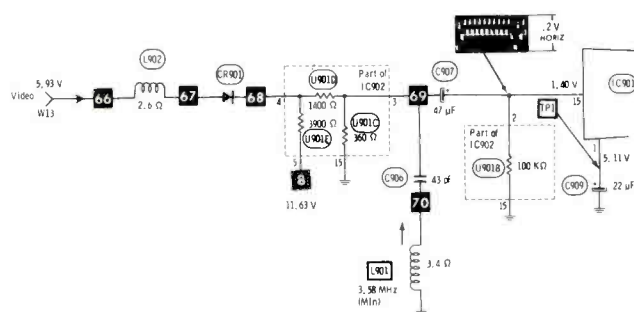 .2 V
HORIZ
L902
5.93 V
Video
W13
66
2.6 Ω
67
CR901
68
Part of
IC902
U901D
4
1400 Ω
3
3900 Ω
U901E
U901C
360 Ω
5
15
8
11.63 V
69
C907
47 µF
C906
43 pf
70
L901
3.4 Ω
3.58 MHz
(Min)
Part of
IC902
2
U901B
100 KΩ
15
1.40 V
15
TP1
IC901
1
5.11 V
C909
22 µF